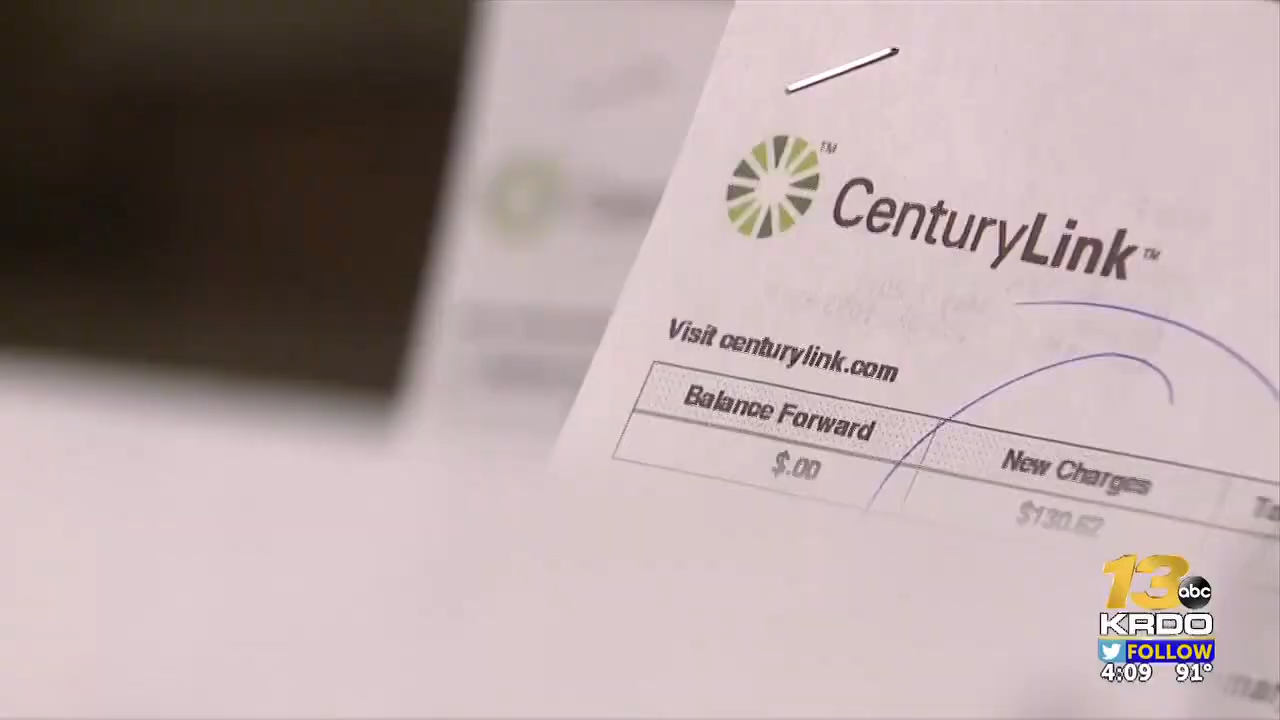 CenturyLink™
Visit centurylink.com
Balance Forward New Charges
$.00 $130.62
13 abc
KRDO
FOLLOW
4:09 91°